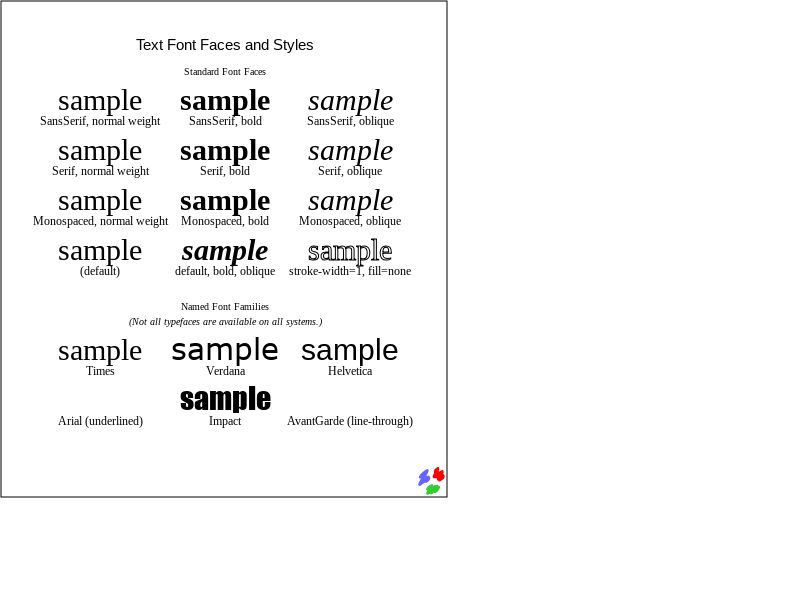 Text Font Faces and Styles
Standard Font Faces
sample sample sample
SansSerif, normal weight SansSerif, bold SansSerif, oblique
sample sample sample
Serif, normal weight Serif, bold Serif, oblique
sample sample sample
Monospaced, normal weight Monospaced, bold Monospaced, oblique
sample sample sample
(default) default, bold, oblique stroke-width=1, fill=none
Named Font Families
(Not all typefaces are available on all systems.)
sample sample sample
Times Verdana Helvetica
sample
Arial (underlined) Impact AvantGarde (line-through)